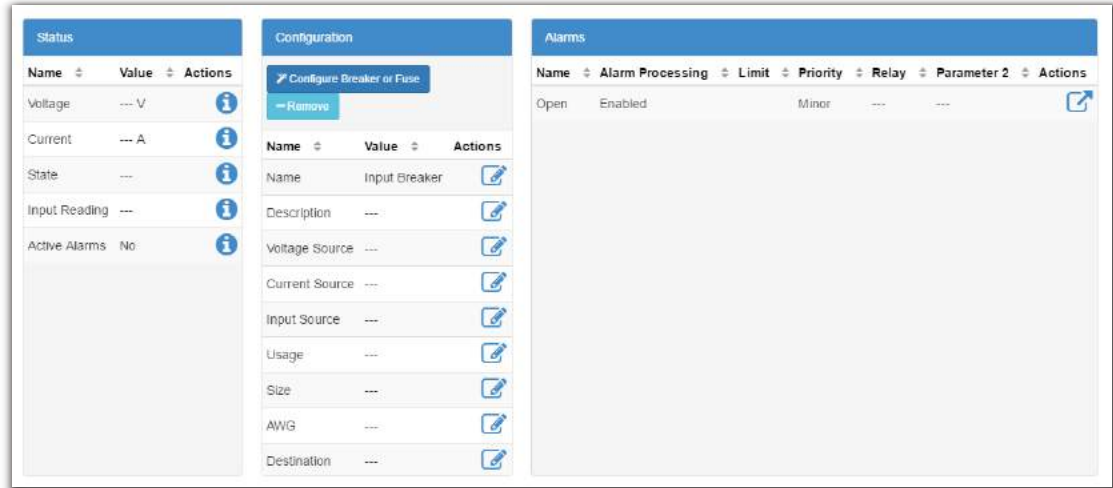 Status
Name Value Actions
Voltage --- V
Current --- A
State ---
Input Reading ---
Active Alarms No
Configuration
Configure Breaker or Fuse
Remove
Name Value Actions
Name Input Breaker
Description ---
Voltage Source ---
Current Source ---
Input Source ---
Usage ---
Size ---
AWG ---
Destination ---
Alarms
Name Alarm Processing Limit Priority Relay Parameter 2 Actions
Open Enabled Minor --- ---